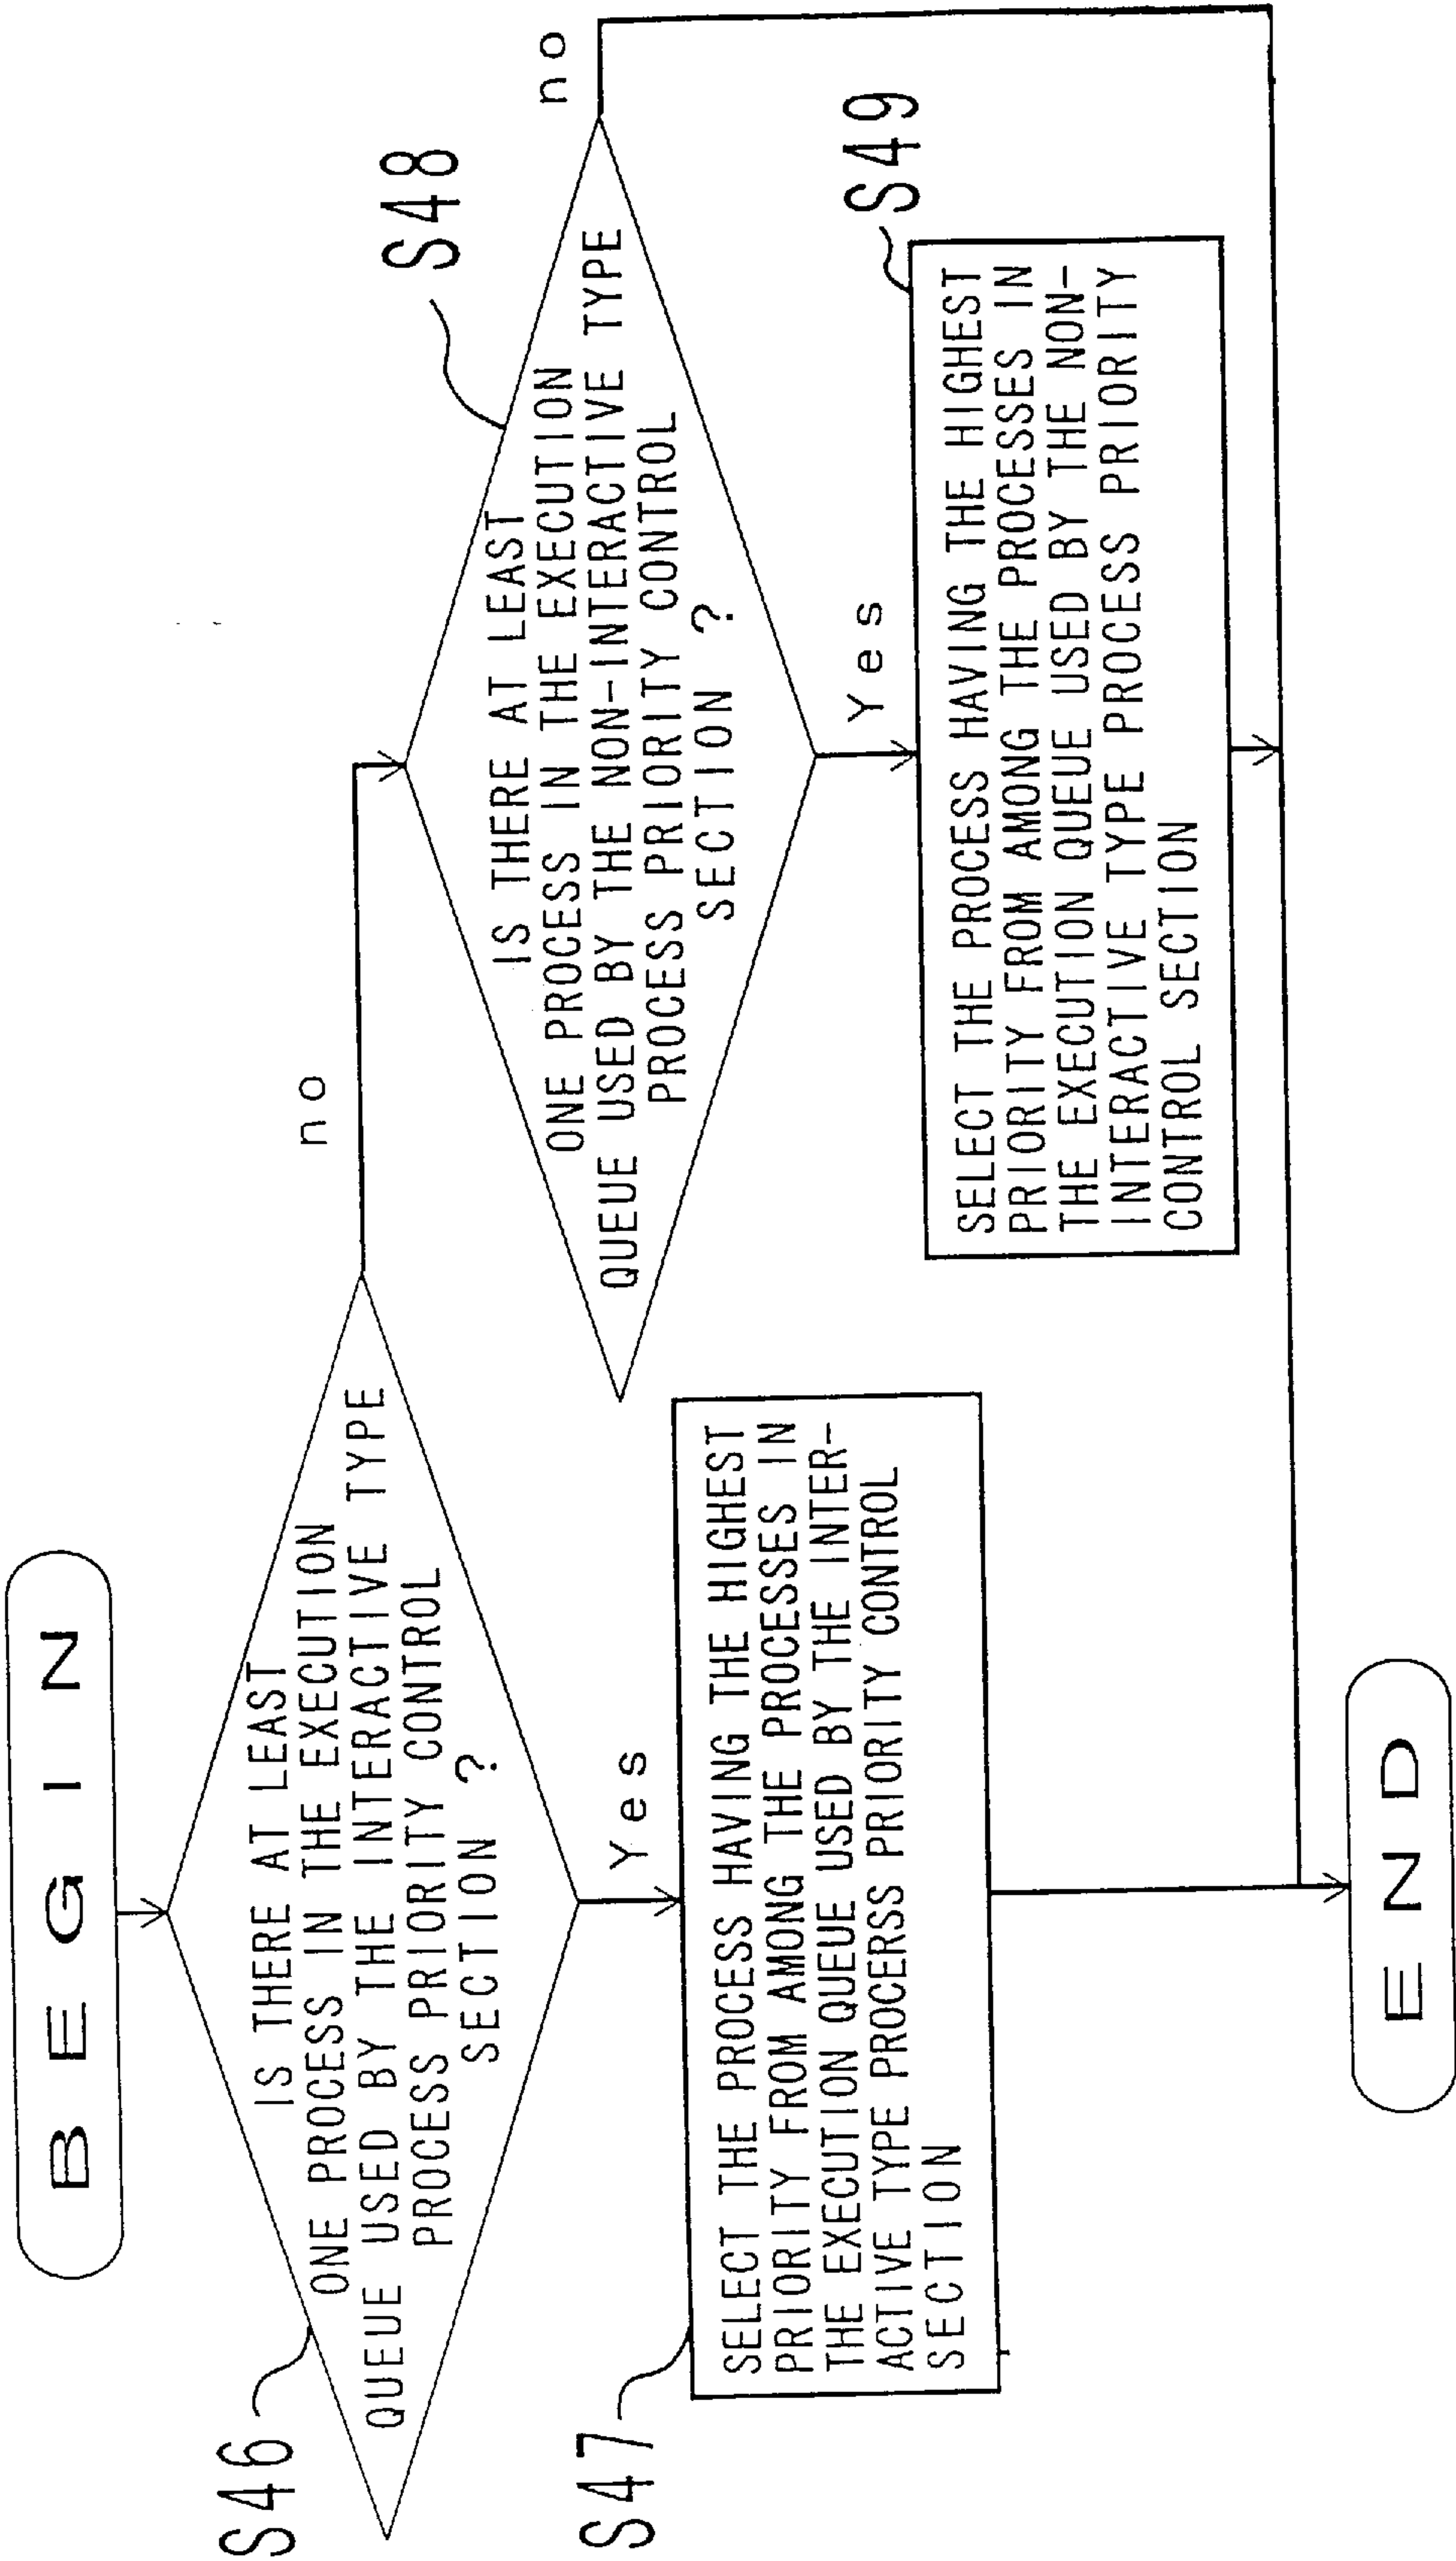 BEGIN
S46
IS THERE AT LEAST
ONE PROCESS IN THE EXECUTION
QUEUE USED BY THE INTERACTIVE TYPE
PROCESS PRIORITY CONTROL
SECTION ?
no
Yes
S47
SELECT THE PROCESS HAVING THE HIGHEST
PRIORITY FROM AMONG THE PROCESSES IN
THE EXECUTION QUEUE USED BY THE INTER-
ACTIVE TYPE PROCERSS PRIORITY CONTROL
SECTION
S48
IS THERE AT LEAST
ONE PROCESS IN THE EXECUTION
QUEUE USED BY THE NON-INTERACTIVE TYPE
PROCESS PRIORITY CONTROL
SECTION ?
no
Yes
S49
SELECT THE PROCESS HAVING THE HIGHEST
PRIORITY FROM AMONG THE PROCESSES IN
THE EXECUTION QUEUE USED BY THE NON-
INTERACTIVE TYPE PROCESS PRIORITY
CONTROL SECTION
END